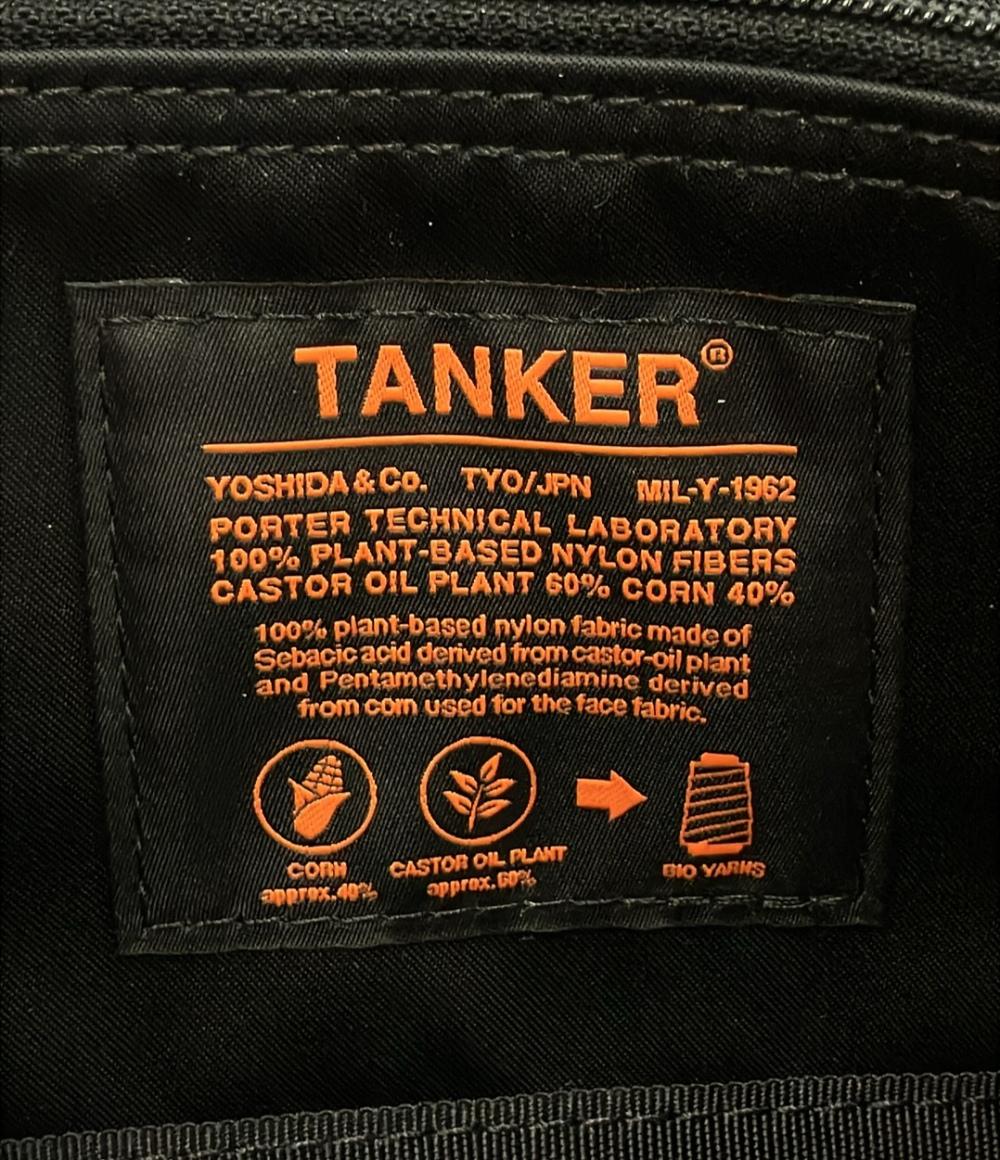 TANKER®
YOSHIDA & Co. TYO/JPN MIL-Y-1962
PORTER TECHNICAL LABORATORY
100% PLANT-BASED NYLON FIBERS
CASTOR OIL PLANT 60% CORN 40%
100% plant-based nylon fabric made of
Sebacic acid derived from castor-oil plant
and Pentamethylenediamine derived
from corn used for the face fabric.
CORN CASTOR OIL PLANT BIO YARNS
approx.40% approx.60%